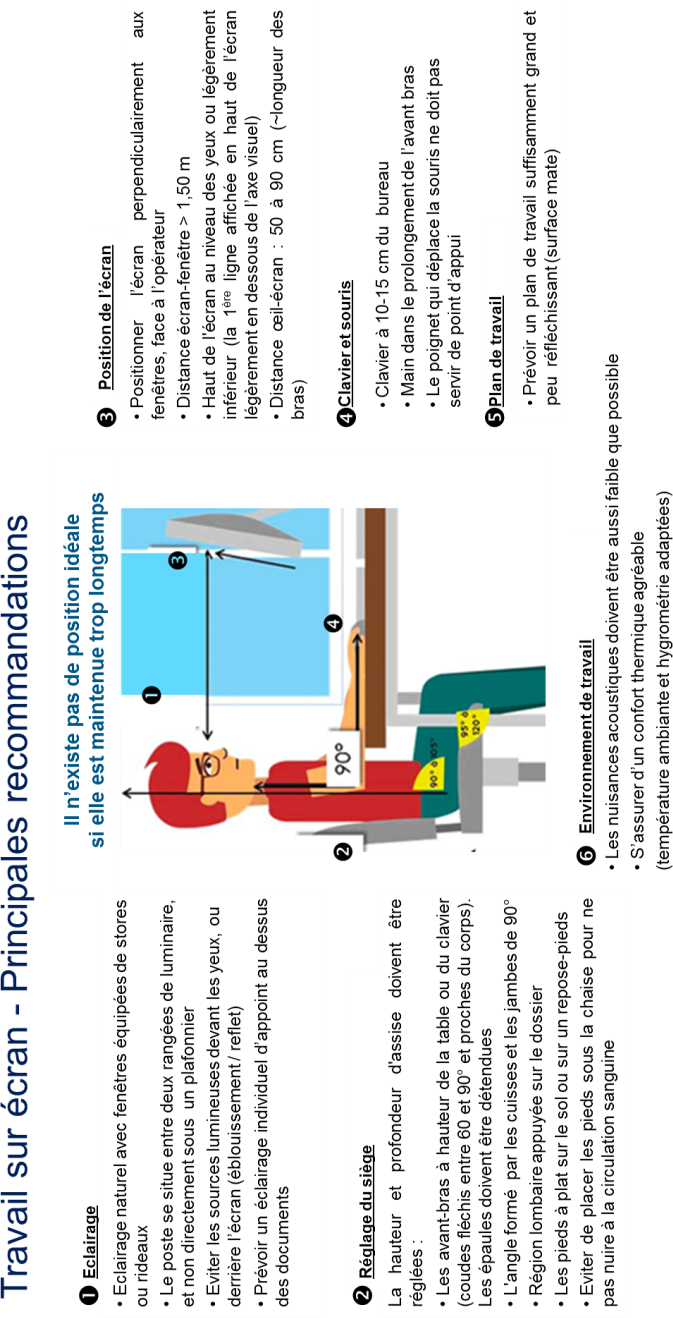 Travail sur écran - Principales recommandations
Il n'existe pas de position idéale
si elle est maintenue trop longtemps
❶ Eclairage
• Eclairage naturel avec fenêtres équipées de stores
ou rideaux
• Le poste se situe entre deux rangées de luminaire,
et non directement sous un plafonnier
• Eviter les sources lumineuses devant les yeux, ou
derrière l'écran (éblouissement / reflet)
• Prévoir un éclairage individuel d'appoint au dessus
des documents
❷ Réglage du siège
La hauteur et profondeur d'assise doivent être
réglées :
• Les avant-bras à hauteur de la table ou du clavier
(coudes fléchis entre 60 et 90° et proches du corps).
Les épaules doivent être détendues
• L'angle formé par les cuisses et les jambes de 90°
• Région lombaire appuyée sur le dossier
• Les pieds à plat sur le sol ou sur un repose-pieds
• Eviter de placer les pieds sous la chaise pour ne
pas nuire à la circulation sanguine
❶
❷
❸
❹
90°
90° à 105°
95° à
120°
❸ Position de l'écran
• Positionner l'écran perpendiculairement aux
fenêtres, face à l'opérateur
• Distance écran-fenêtre > 1,50 m
• Haut de l'écran au niveau des yeux ou légèrement
inférieur (la 1ère ligne affichée en haut de l'écran
légèrement en dessous de l'axe visuel)
• Distance œil-écran : 50 à 90 cm (~longueur des
bras)
❹ Clavier et souris
• Clavier à 10-15 cm du bureau
• Main dans le prolongement de l'avant bras
• Le poignet qui déplace la souris ne doit pas
servir de point d'appui
❺ Plan de travail
• Prévoir un plan de travail suffisamment grand et
peu réfléchissant (surface mate)
❻ Environnement de travail
• Les nuisances acoustiques doivent être aussi faible que possible
• S'assurer d'un confort thermique agréable
(température ambiante et hygrométrie adaptées)